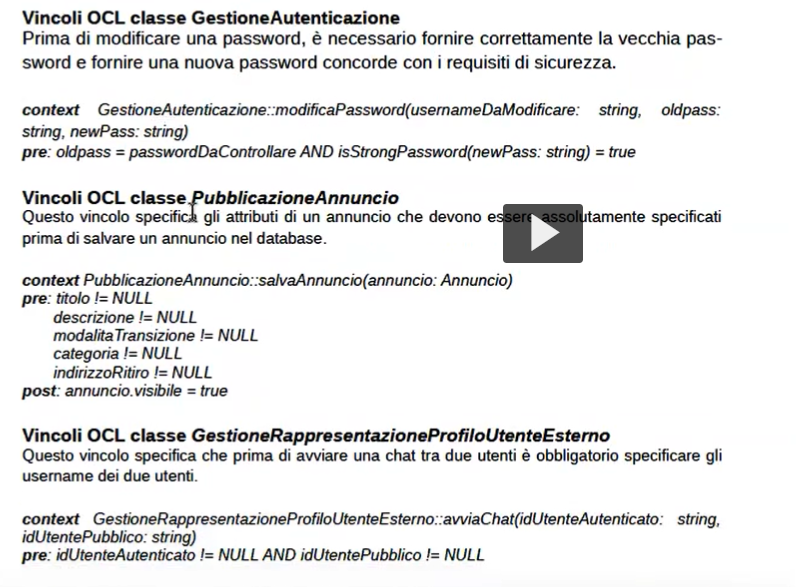 Vincoli OCL classe GestioneAutenticazione
Prima di modificare una password, è necessario fornire correttamente la vecchia pas-
sword e fornire una nuova password concorde con i requisiti di sicurezza.
context GestioneAutenticazione::modificaPassword(usernameDaModificare: string, oldpass:
string, newPass: string)
pre: oldpass = passwordDaControllare AND isStrongPassword(newPass: string) = true
Vincoli OCL classe PubblicazioneAnnuncio
Questo vincolo specifica gli attributi di un annuncio che devono essere assolutamente specificati
prima di salvare un annuncio nel database.
context PubblicazioneAnnuncio::salvaAnnuncio(annuncio: Annuncio)
pre: titolo != NULL
descrizione != NULL
modalitaTransizione != NULL
categoria != NULL
indirizzoRitiro != NULL
post: annuncio.visibile = true
Vincoli OCL classe GestioneRappresentazioneProfiloUtenteEsterno
Questo vincolo specifica che prima di avviare una chat tra due utenti è obbligatorio specificare gli
username dei due utenti.
context GestioneRappresentazioneProfiloUtenteEsterno::avviaChat(idUtenteAutenticato: string,
idUtentePubblico: string)
pre: idUtenteAutenticato != NULL AND idUtentePubblico != NULL